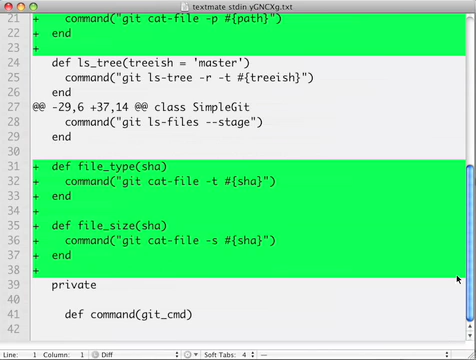 textmate stdin yGNCXg.txt
21 + command("git cat-file -p #{path}")
22 + end
23 +
24 def ls_tree(treeish = 'master')
25 command("git ls-tree -r -t #{treeish}")
26 end
27 @@ -29,6 +37,14 @@ class SimpleGit
28 command("git ls-files --stage")
29 end
30
31 + def file_type(sha)
32 + command("git cat-file -t #{sha}")
33 + end
34 +
35 + def file_size(sha)
36 + command("git cat-file -s #{sha}")
37 + end
38 +
39 private
40
41 def command(git_cmd)
42
Line: 1 Column: 1 Diff Soft Tabs: 4 —